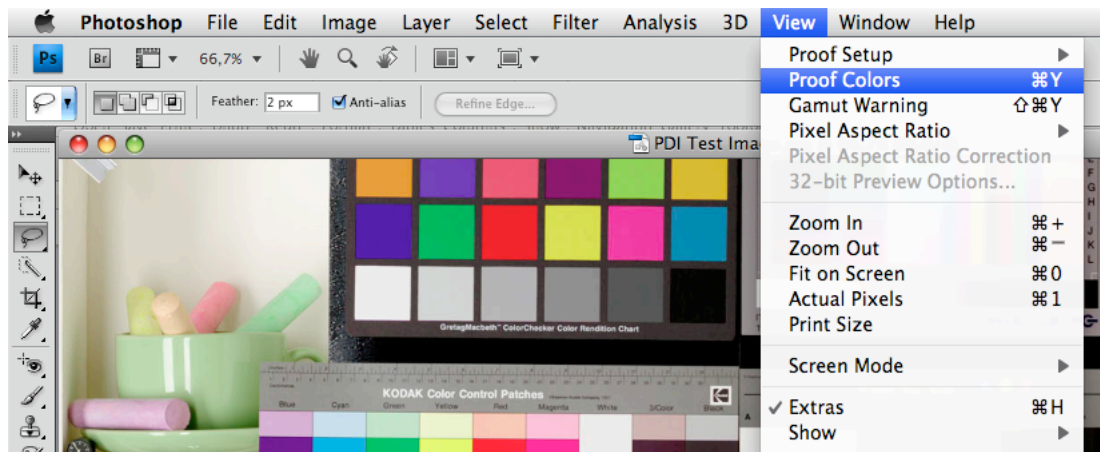 Photoshop File Edit Image Layer Select Filter Analysis 3D View Window Help
Ps Br 66,7%
Feather: 2 px Anti-alias Refine Edge...
PDI Test Ima
Proof Setup
Proof Colors ⌘Y
Gamut Warning ⇧⌘Y
Pixel Aspect Ratio
Pixel Aspect Ratio Correction
32-bit Preview Options...
Zoom In ⌘+
Zoom Out ⌘−
Fit on Screen ⌘0
Actual Pixels ⌘1
Print Size
Screen Mode
✓ Extras ⌘H
Show
GretagMacbeth™ ColorChecker Color Rendition Chart
KODAK Color Control Patches
Kodak
Blue Cyan Green Yellow Red Magenta White 3/Color Black
A
F
G
H
I
J
K
L